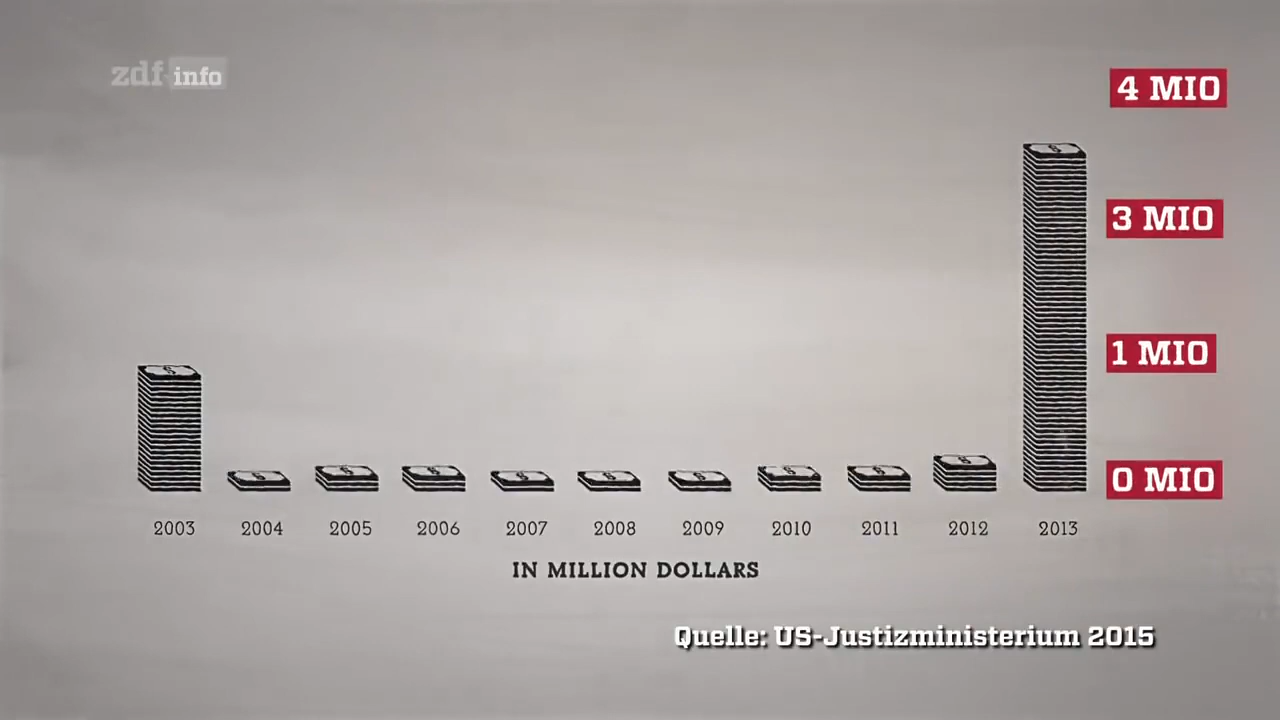 zdf info
4 MIO
3 MIO
1 MIO
0 MIO
2003 2004 2005 2006 2007 2008 2009 2010 2011 2012 2013
IN MILLION DOLLARS
Quelle: US-Justizministerium 2015